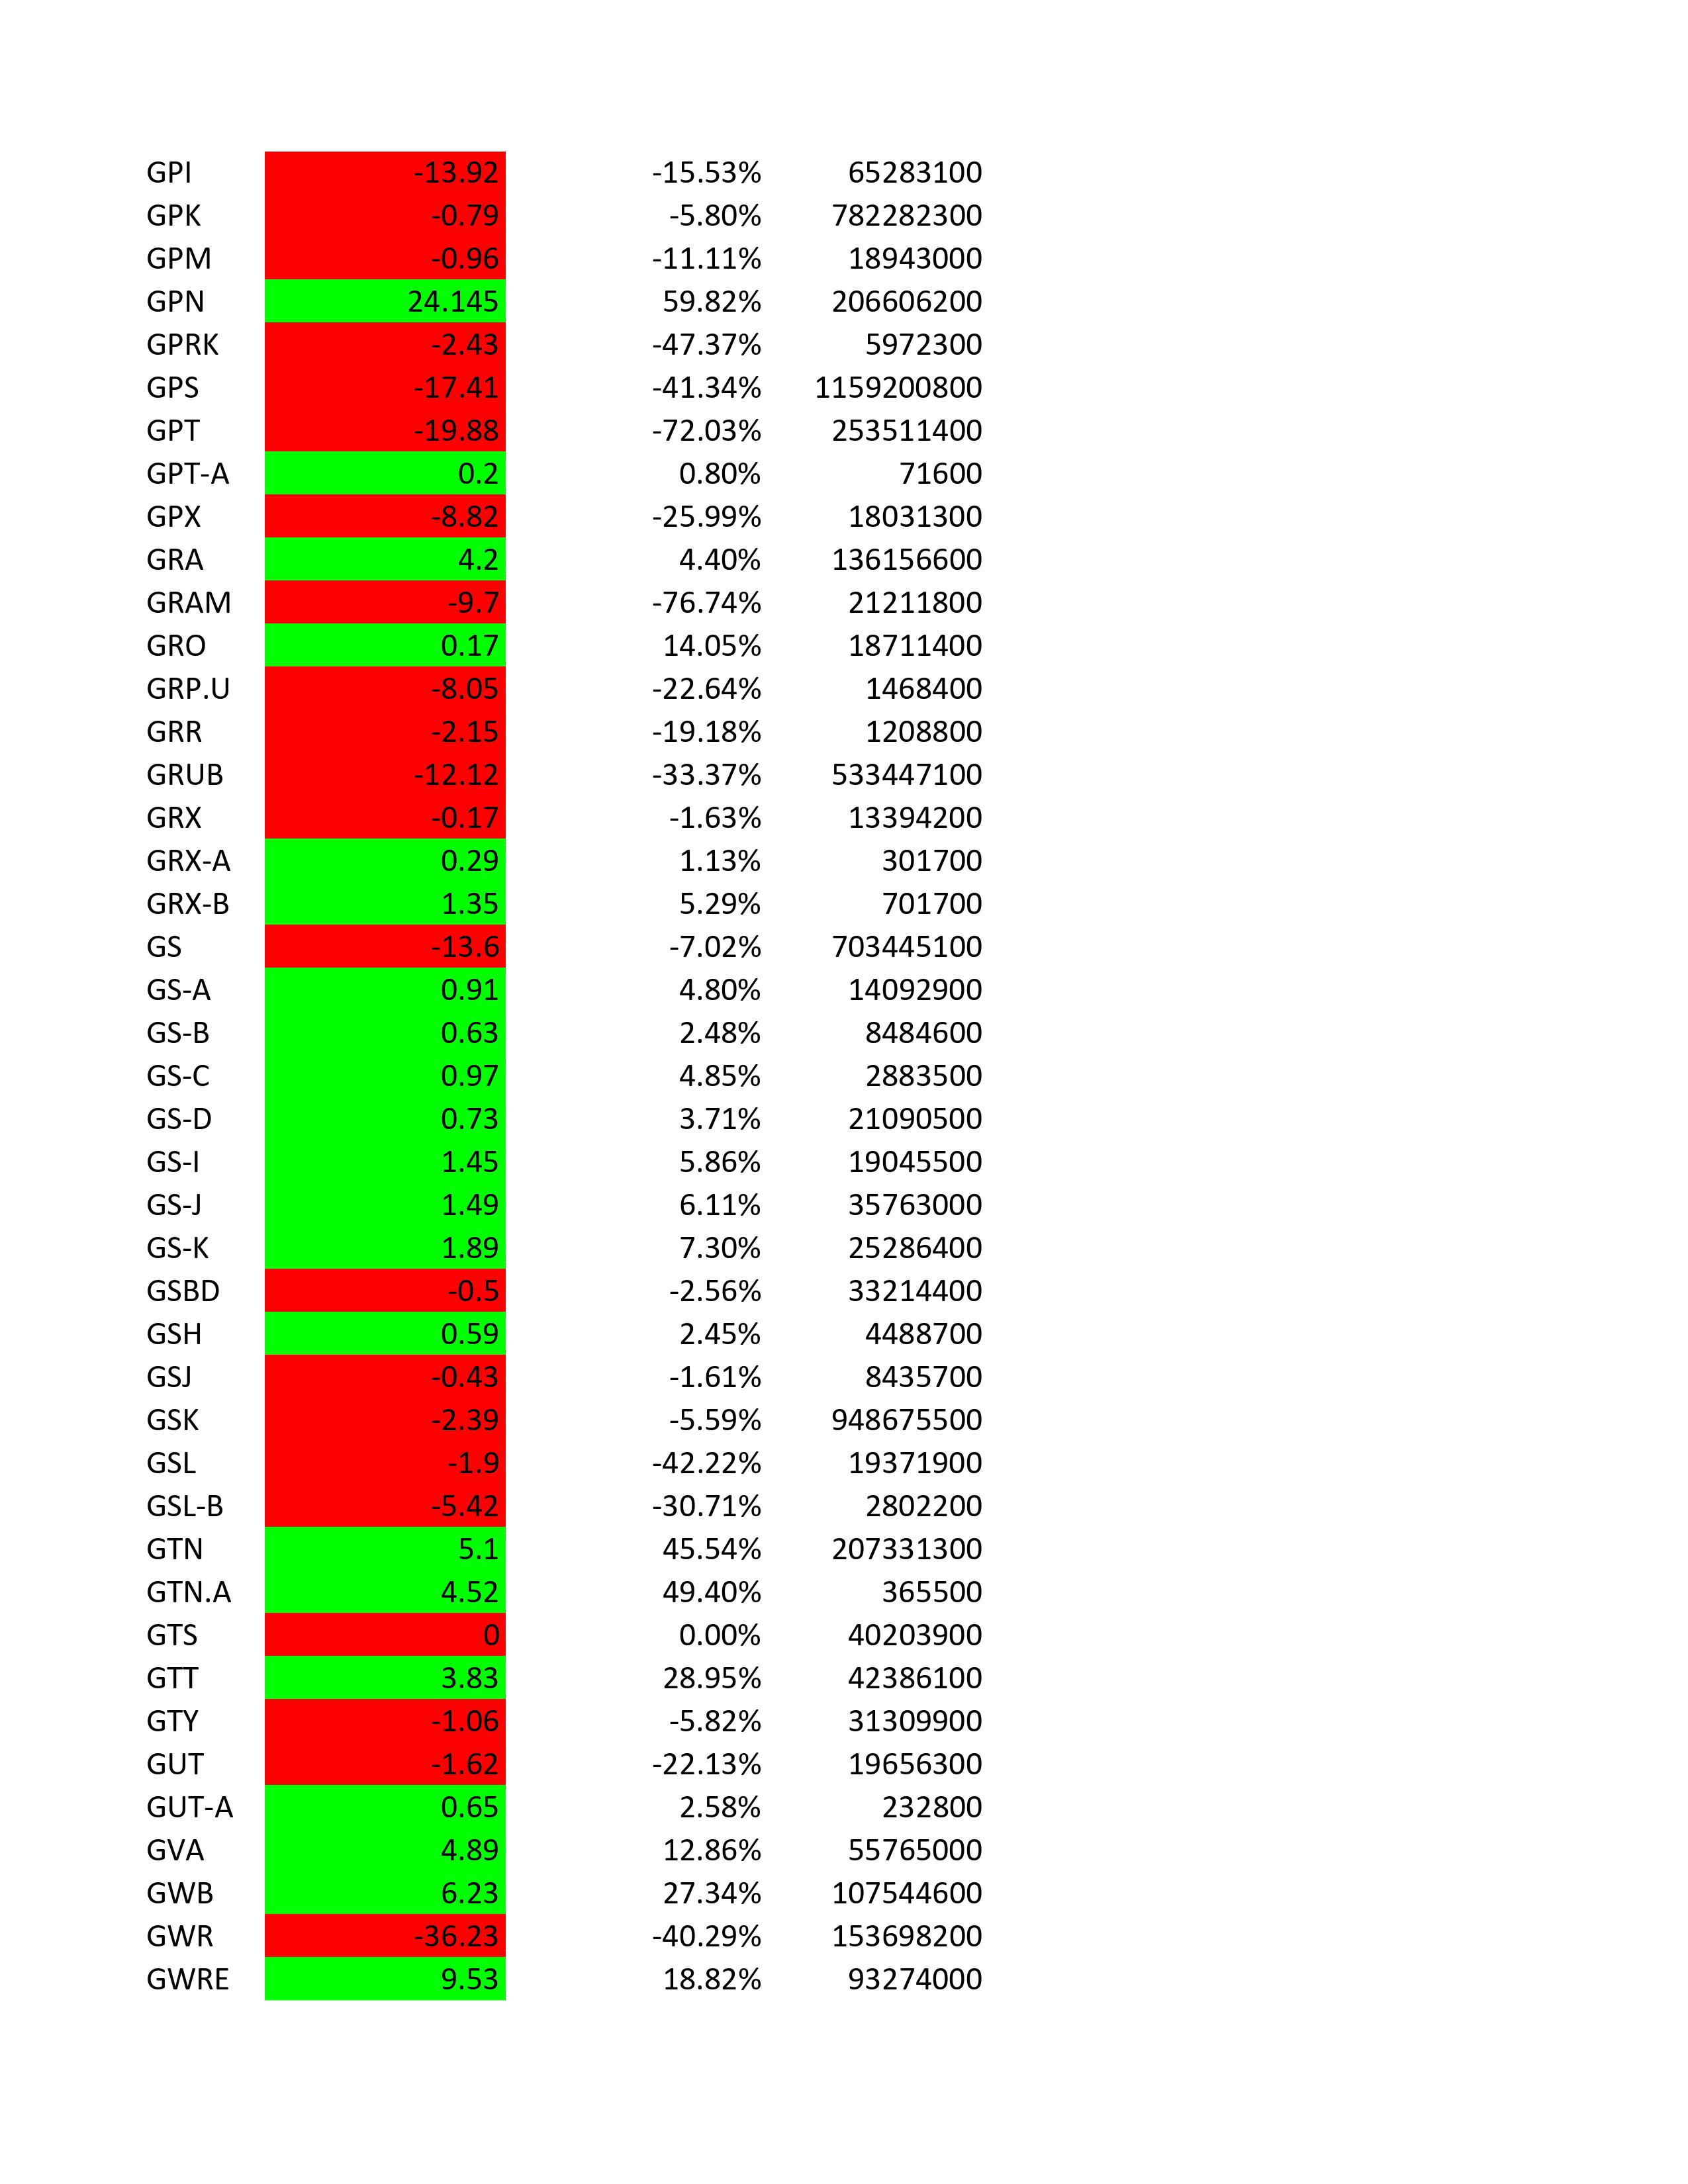 GPI -13.92 -15.53% 65283100
GPK -0.79 -5.80% 782282300
GPM -0.96 -11.11% 18943000
GPN 24.145 59.82% 206606200
GPRK -2.43 -47.37% 5972300
GPS -17.41 -41.34% 1159200800
GPT -19.88 -72.03% 253511400
GPT-A 0.2 0.80% 71600
GPX -8.82 -25.99% 18031300
GRA 4.2 4.40% 136156600
GRAM -9.7 -76.74% 21211800
GRO 0.17 14.05% 18711400
GRP.U -8.05 -22.64% 1468400
GRR -2.15 -19.18% 1208800
GRUB -12.12 -33.37% 533447100
GRX -0.17 -1.63% 13394200
GRX-A 0.29 1.13% 301700
GRX-B 1.35 5.29% 701700
GS -13.6 -7.02% 703445100
GS-A 0.91 4.80% 14092900
GS-B 0.63 2.48% 8484600
GS-C 0.97 4.85% 2883500
GS-D 0.73 3.71% 21090500
GS-I 1.45 5.86% 19045500
GS-J 1.49 6.11% 35763000
GS-K 1.89 7.30% 25286400
GSBD -0.5 -2.56% 33214400
GSH 0.59 2.45% 4488700
GSJ -0.43 -1.61% 8435700
GSK -2.39 -5.59% 948675500
GSL -1.9 -42.22% 19371900
GSL-B -5.42 -30.71% 2802200
GTN 5.1 45.54% 207331300
GTN.A 4.52 49.40% 365500
GTS 0 0.00% 40203900
GTT 3.83 28.95% 42386100
GTY -1.06 -5.82% 31309900
GUT -1.62 -22.13% 19656300
GUT-A 0.65 2.58% 232800
GVA 4.89 12.86% 55765000
GWB 6.23 27.34% 107544600
GWR -36.23 -40.29% 153698200
GWRE 9.53 18.82% 93274000